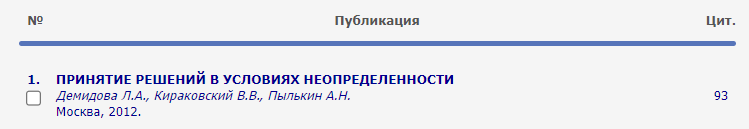 № Публикация Цит.
1. ПРИНЯТИЕ РЕШЕНИЙ В УСЛОВИЯХ НЕОПРЕДЕЛЕННОСТИ
Демидова Л.А., Кираковский В.В., Пылькин А.Н. 93
Москва, 2012.